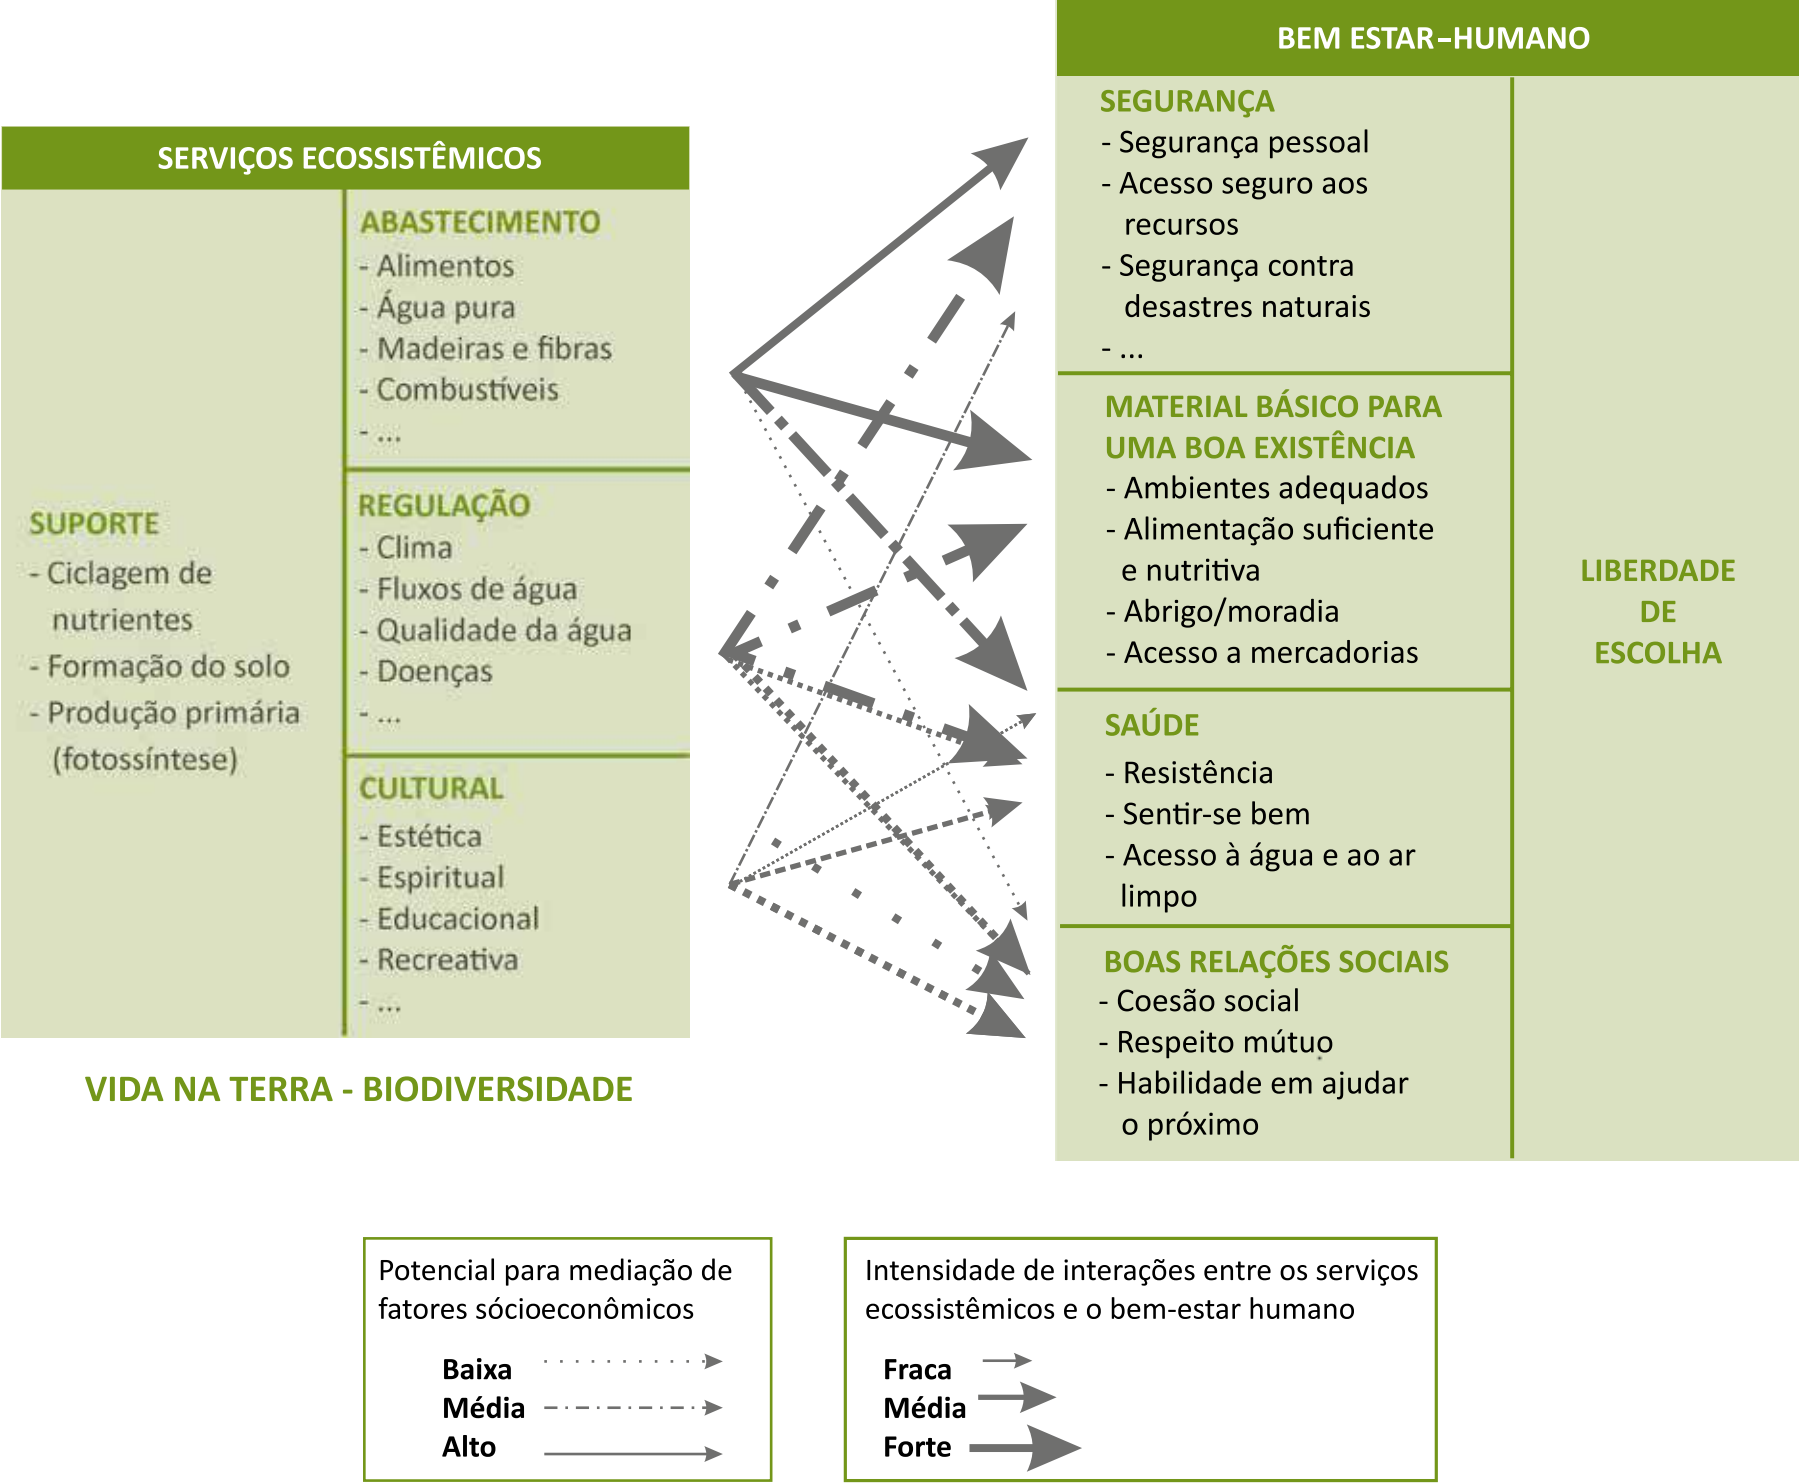 SERVIÇOS ECOSSISTÊMICOS
SUPORTE
- Ciclagem de
nutrientes
- Formação do solo
- Produção primária
(fotossíntese)
ABASTECIMENTO
- Alimentos
- Água pura
- Madeiras e fibras
- Combustíveis
- ...
REGULAÇÃO
- Clima
- Fluxos de água
- Qualidade da água
- Doenças
- ...
CULTURAL
- Estética
- Espiritual
- Educacional
- Recreativa
- ...
VIDA NA TERRA - BIODIVERSIDADE
BEM ESTAR–HUMANO
SEGURANÇA
- Segurança pessoal
- Acesso seguro aos
recursos
- Segurança contra
desastres naturais
- ...
MATERIAL BÁSICO PARA
UMA BOA EXISTÊNCIA
- Ambientes adequados
- Alimentação suficiente
e nutritiva
- Abrigo/moradia
- Acesso a mercadorias
SAÚDE
- Resistência
- Sentir-se bem
- Acesso à água e ao ar
limpo
BOAS RELAÇÕES SOCIAIS
- Coesão social
- Respeito mútuo
- Habilidade em ajudar
o próximo
LIBERDADE
DE
ESCOLHA
Potencial para mediação de
fatores sócioeconômicos
Baixa
Média
Alto
Intensidade de interações entre os serviços
ecossistêmicos e o bem-estar humano
Fraca
Média
Forte